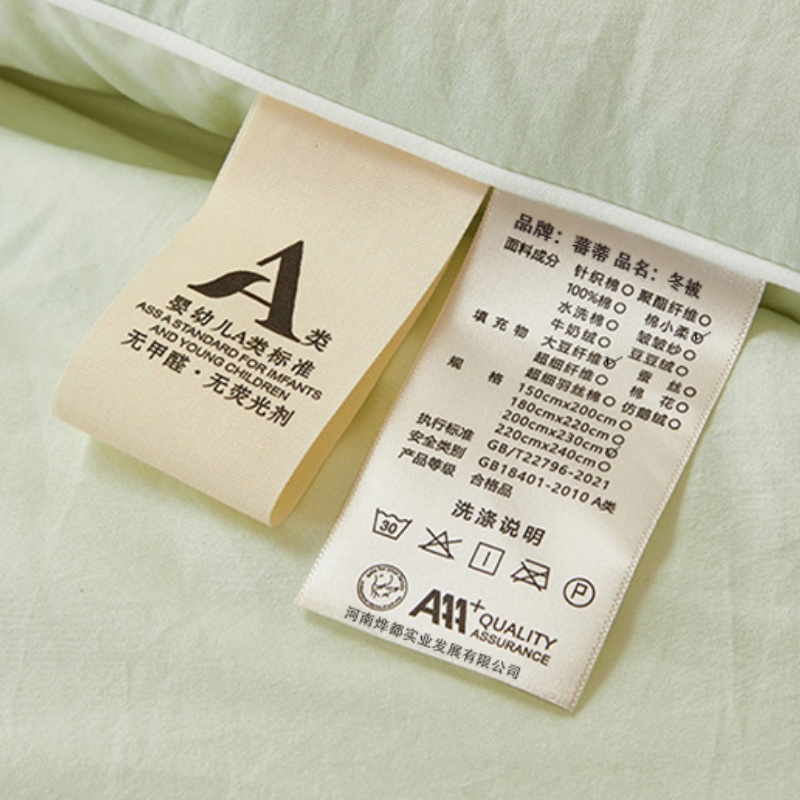 A类
婴幼儿A类标准
ASS A STANDARD FOR IMFANTS
AND YOUNG CHILDREN
无甲醛·无荧光剂
品牌：蕃蒂 品名：冬被
面料成分 针织棉 聚酯纤维
100%棉 棉小柔
水洗棉 皱皱纱
填充物 牛奶绒 豆豆绒
大豆纤维 蚕丝
超细纤维 棉花
超细羽丝棉 仿鹅绒
规格 150cmx200cm
180cmx220cm
200cmx230cm
220cmx240cm
执行标准 GB/T22796-2021
安全类别 GB18401-2010 A类
产品等级 合格品
洗涤说明
30
P
QUALITY
ASSURANCE
河南烨都实业发展有限公司